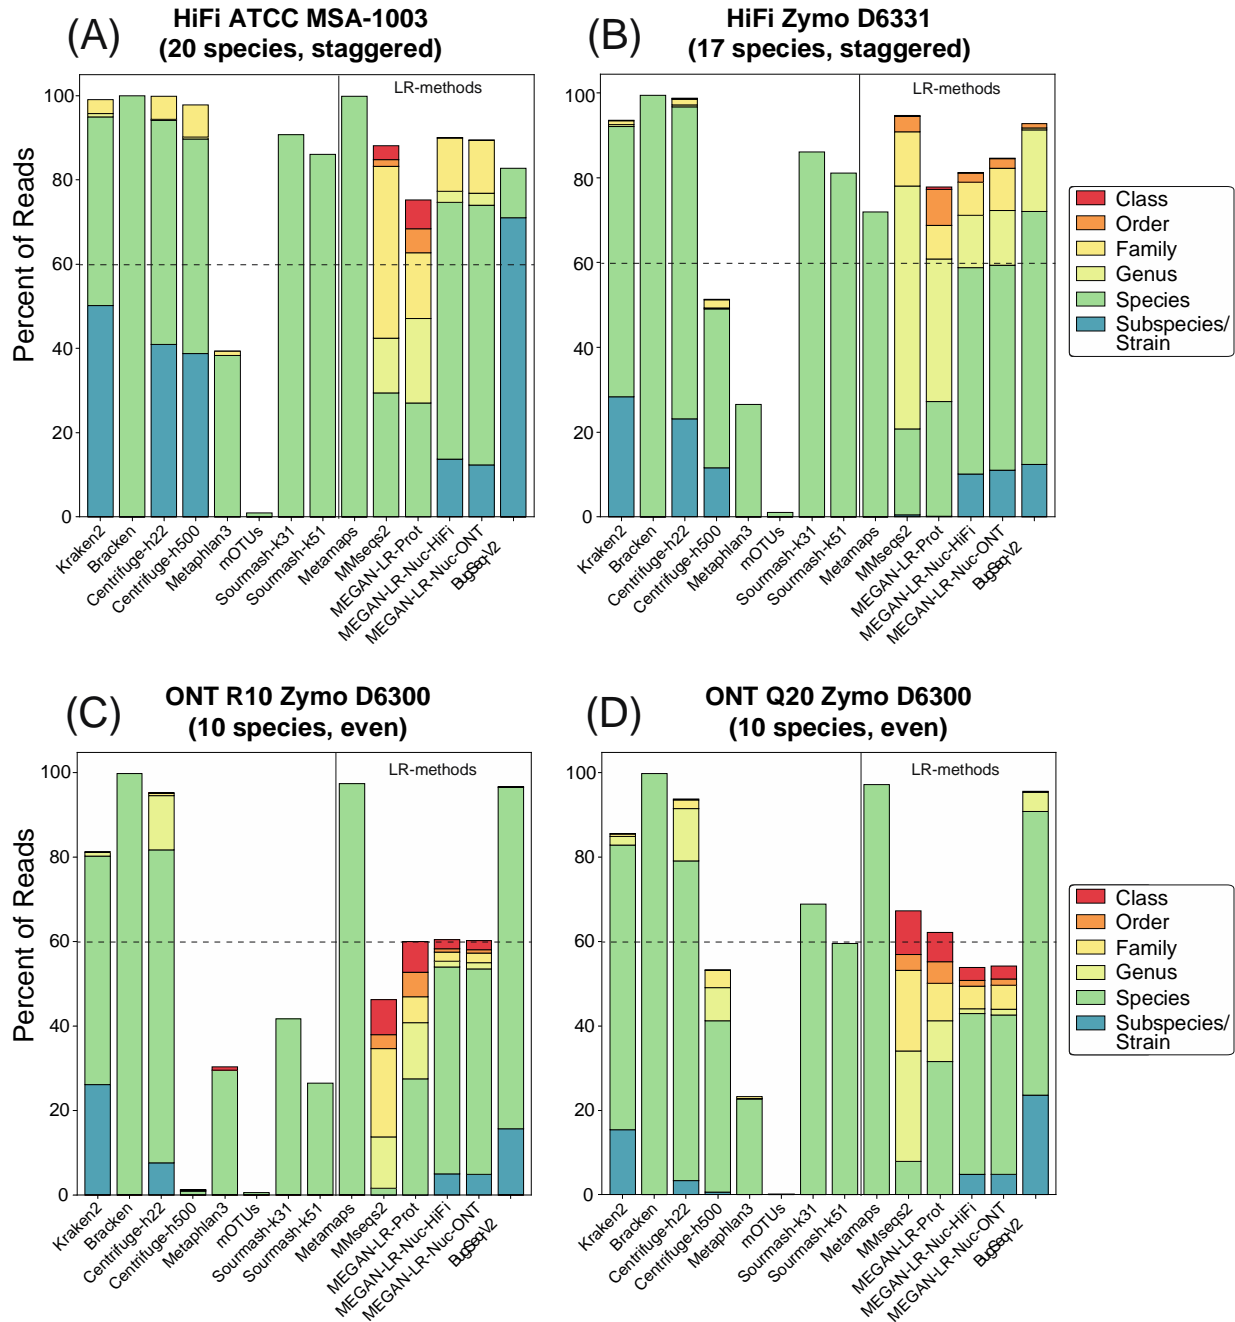 (A)
HiFi ATCC MSA-1003
(20 species, staggered)
LR-methods
Percent of Reads
100
80
60
40
20
0
Kraken2
Bracken
Centrifuge-h22
Centrifuge-h500
Metaphlan3
mOTUs
Sourmash-k31
Sourmash-k51
Metamaps
MMseqs2
MEGAN-LR-Prot
MEGAN-LR-Nuc-HiFi
MEGAN-LR-Nuc-ONT
BugSeq-V2
(B)
HiFi Zymo D6331
(17 species, staggered)
LR-methods
100
80
60
40
20
0
Kraken2
Bracken
Centrifuge-h22
Centrifuge-h500
Metaphlan3
mOTUs
Sourmash-k31
Sourmash-k51
Metamaps
MMseqs2
MEGAN-LR-Prot
MEGAN-LR-Nuc-HiFi
MEGAN-LR-Nuc-ONT
BugSeq-V2
Class
Order
Family
Genus
Species
Subspecies/
Strain
(C)
ONT R10 Zymo D6300
(10 species, even)
LR-methods
Percent of Reads
100
80
60
40
20
0
Kraken2
Bracken
Centrifuge-h22
Centrifuge-h500
Metaphlan3
mOTUs
Sourmash-k31
Sourmash-k51
Metamaps
MMseqs2
MEGAN-LR-Prot
MEGAN-LR-Nuc-HiFi
MEGAN-LR-Nuc-ONT
BugSeq-V2
(D)
ONT Q20 Zymo D6300
(10 species, even)
LR-methods
100
80
60
40
20
0
Kraken2
Bracken
Centrifuge-h22
Centrifuge-h500
Metaphlan3
mOTUs
Sourmash-k31
Sourmash-k51
Metamaps
MMseqs2
MEGAN-LR-Prot
MEGAN-LR-Nuc-HiFi
MEGAN-LR-Nuc-ONT
BugSeq-V2
Class
Order
Family
Genus
Species
Subspecies/
Strain